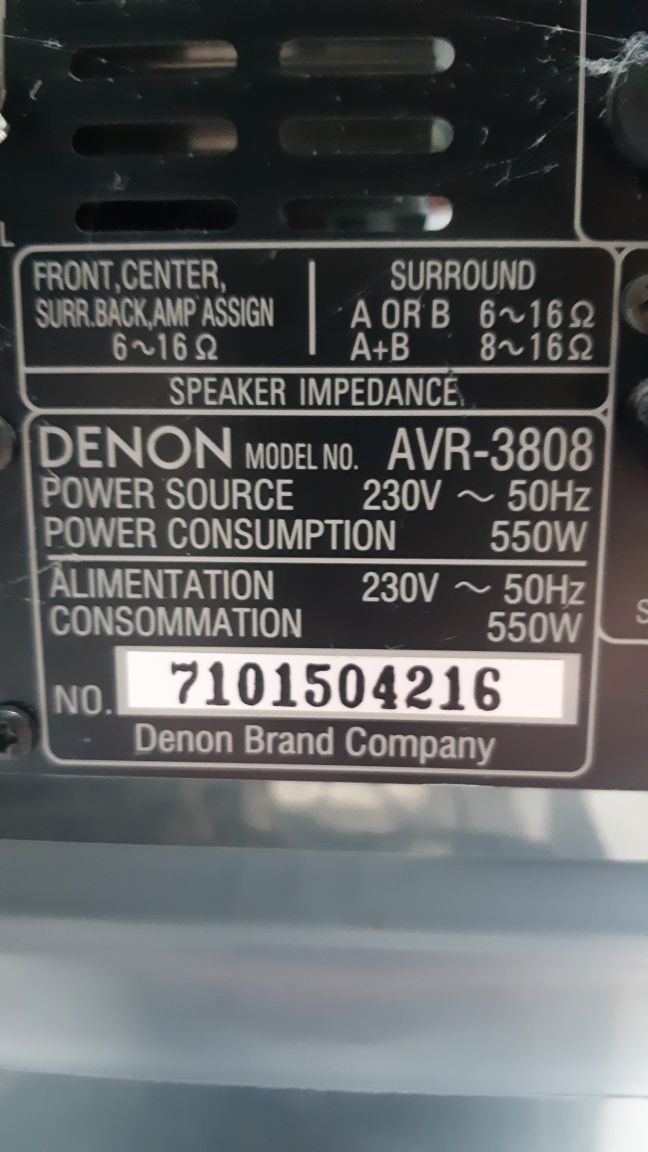 FRONT,CENTER,
SURR.BACK,AMP ASSIGN
6~16Ω
SURROUND
A OR B 6~16Ω
A+B 8~16Ω
SPEAKER IMPEDANCE
DENON MODEL NO. AVR-3808
POWER SOURCE 230V ~ 50Hz
POWER CONSUMPTION 550W
ALIMENTATION 230V ~ 50Hz
CONSOMMATION 550W
NO. 7101504216
Denon Brand Company